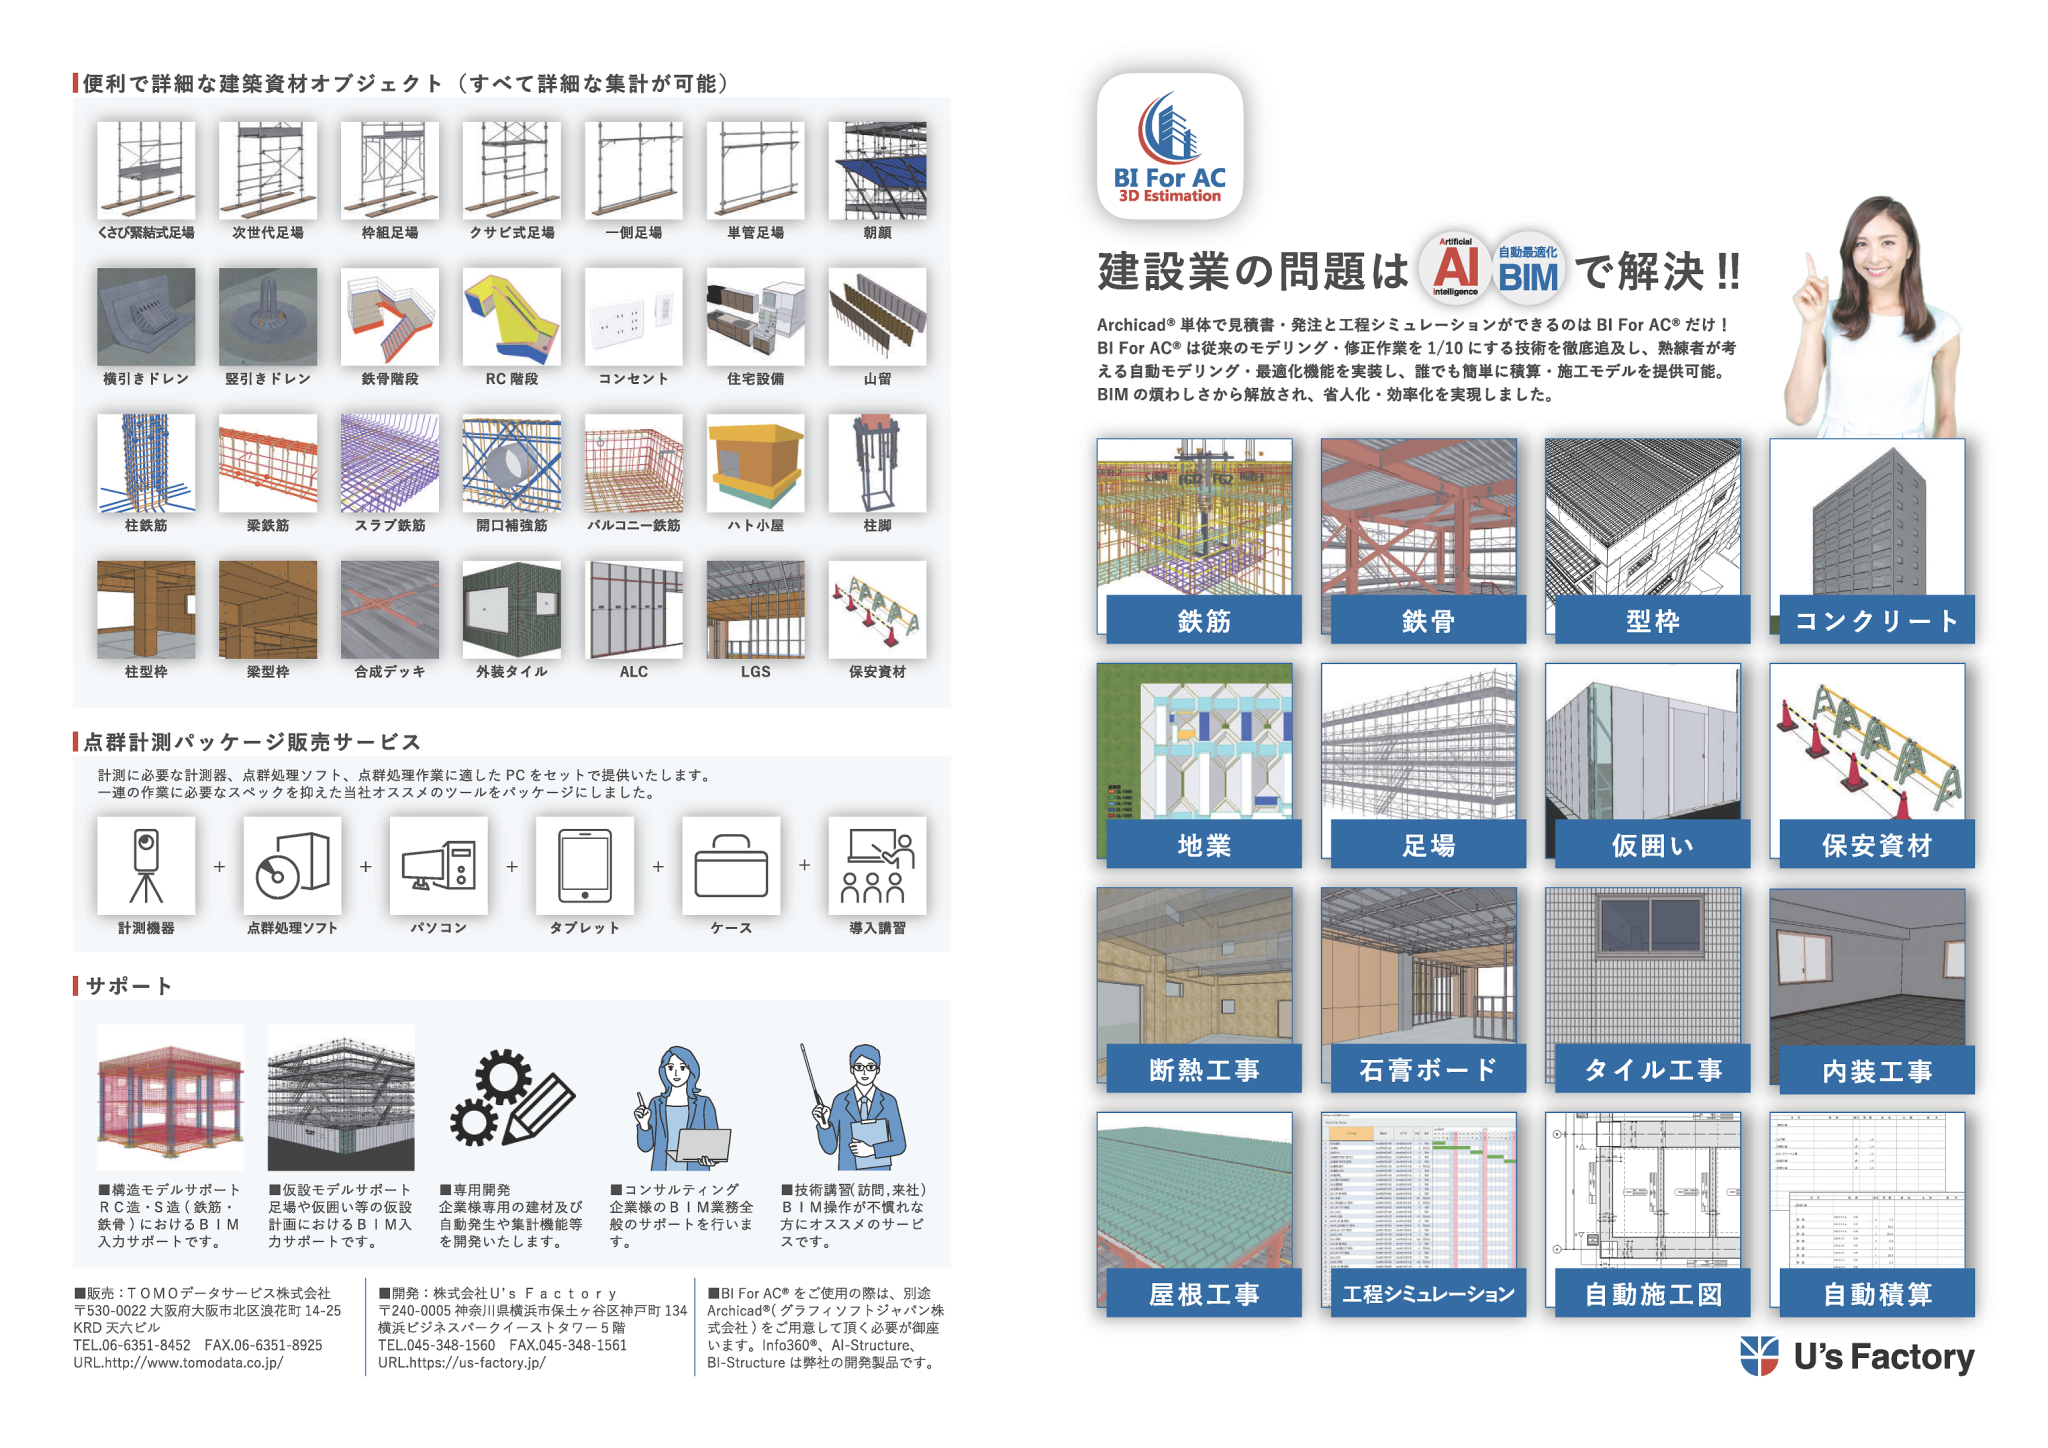 便利で詳細な建築資材オブジェクト（すべて詳細な集計が可能）
くさび緊結式足場
次世代足場
枠組足場
クサビ式足場
一側足場
単管足場
朝顔
横引きドレン
竪引きドレン
鉄骨階段
RC 階段
コンセント
住宅設備
山留
柱鉄筋
梁鉄筋
スラブ鉄筋
開口補強筋
バルコニー鉄筋
ハト小屋
柱脚
柱型枠
梁型枠
合成デッキ
外装タイル
ALC
LGS
保安資材
点群計測パッケージ販売サービス
計測に必要な計測器、点群処理ソフト、点群処理作業に適した PC をセットで提供いたします。
一連の作業に必要なスペックを抑えた当社オススメのツールをパッケージにしました。
+ + + + +
計測機器
点群処理ソフト
パソコン
タブレット
ケース
導入講習
サポート
■構造モデルサポート
ＲＣ造・Ｓ造（鉄筋・
鉄骨）におけるＢＩＭ
入力サポートです。
■仮設モデルサポート
足場や仮囲い等の仮設
計画におけるＢＩＭ入
力サポートです。
■専用開発
企業様専用の建材及び
自動発生や集計機能等
を開発いたします。
■コンサルティング
企業様のＢＩＭ業務全
般のサポートを行いま
す。
■技術講習(訪問,来社)
ＢＩＭ操作が不慣れな
方にオススメのサービ
スです。
■販売：ＴＯＭＯデータサービス株式会社
〒530-0022 大阪府大阪市北区浪花町 14-25
KRD 天六ビル
TEL.06-6351-8452　FAX.06-6351-8925
URL.http://www.tomodata.co.jp/
■開発：株式会社Ｕ’ｓ Ｆａｃｔｏｒｙ
〒240-0005 神奈川県横浜市保土ヶ谷区神戸町 134
横浜ビジネスパークイーストタワー５階
TEL.045-348-1560　FAX.045-348-1561
URL.https://us-factory.jp/
■BI For AC® をご使用の際は、別途
Archicad®( グラフィソフトジャパン株
式会社 ) をご用意して頂く必要が御座
います。Info360®、AI-Structure、
BI-Structure は弊社の開発製品です。
BI For AC
3D Estimation
建設業の問題は
Artificial
AI
Intelligence
自動最適化
BIM
で解決 !!
Archicad® 単体で見積書・発注と工程シミュレーションができるのは BI For AC® だけ！
BI For AC® は従来のモデリング・修正作業を 1/10 にする技術を徹底追及し、熟練者が考
える自動モデリング・最適化機能を実装し、誰でも簡単に積算・施工モデルを提供可能。
BIM の煩わしさから解放され、省人化・効率化を実現しました。
FG12 FG2
鉄筋
鉄骨
型枠
コンクリート
地業
足場
仮囲い
保安資材
断熱工事
石膏ボード
タイル工事
内装工事
屋根工事
工程シミュレーション
自動施工図
自動積算
U’s Factory